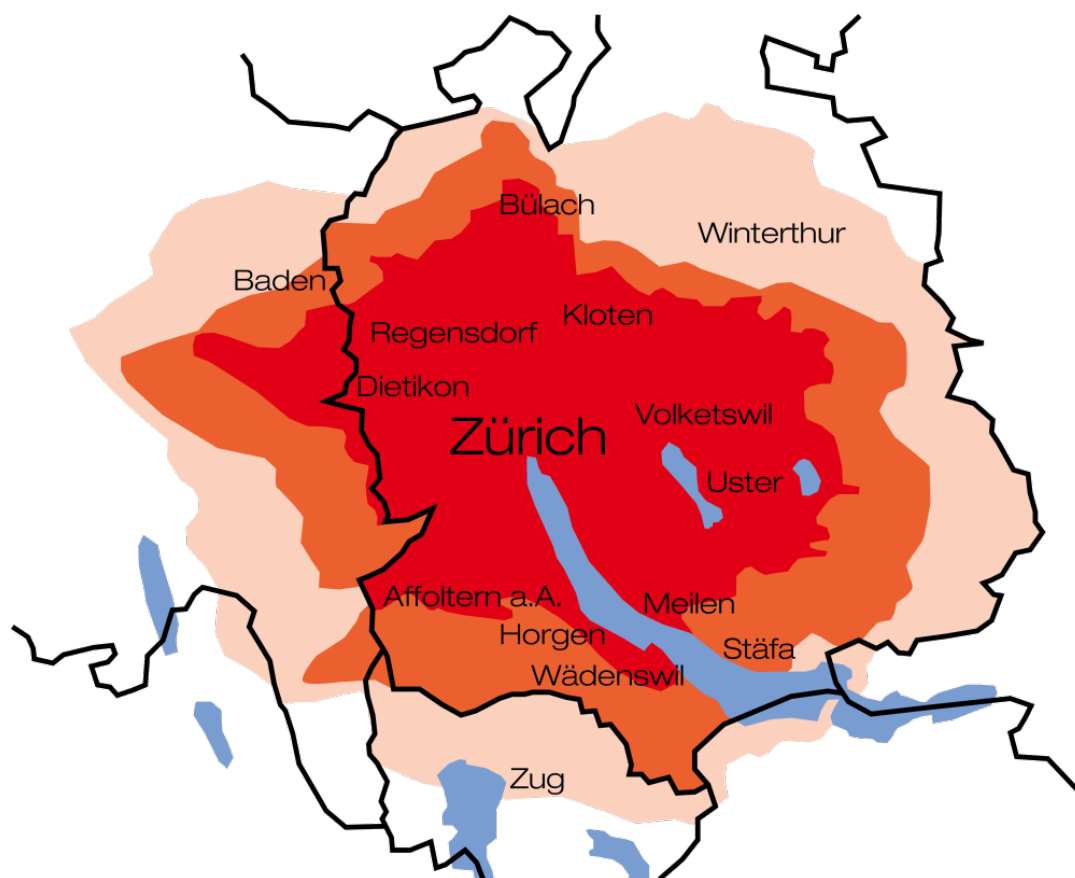 Bülach
Winterthur
Baden
Kloten
Regensdorf
Dietikon
Volketswil
Zürich
Uster
Affoltern a.A.
Meilen
Horgen
Stäfa
Wädenswil
Zug